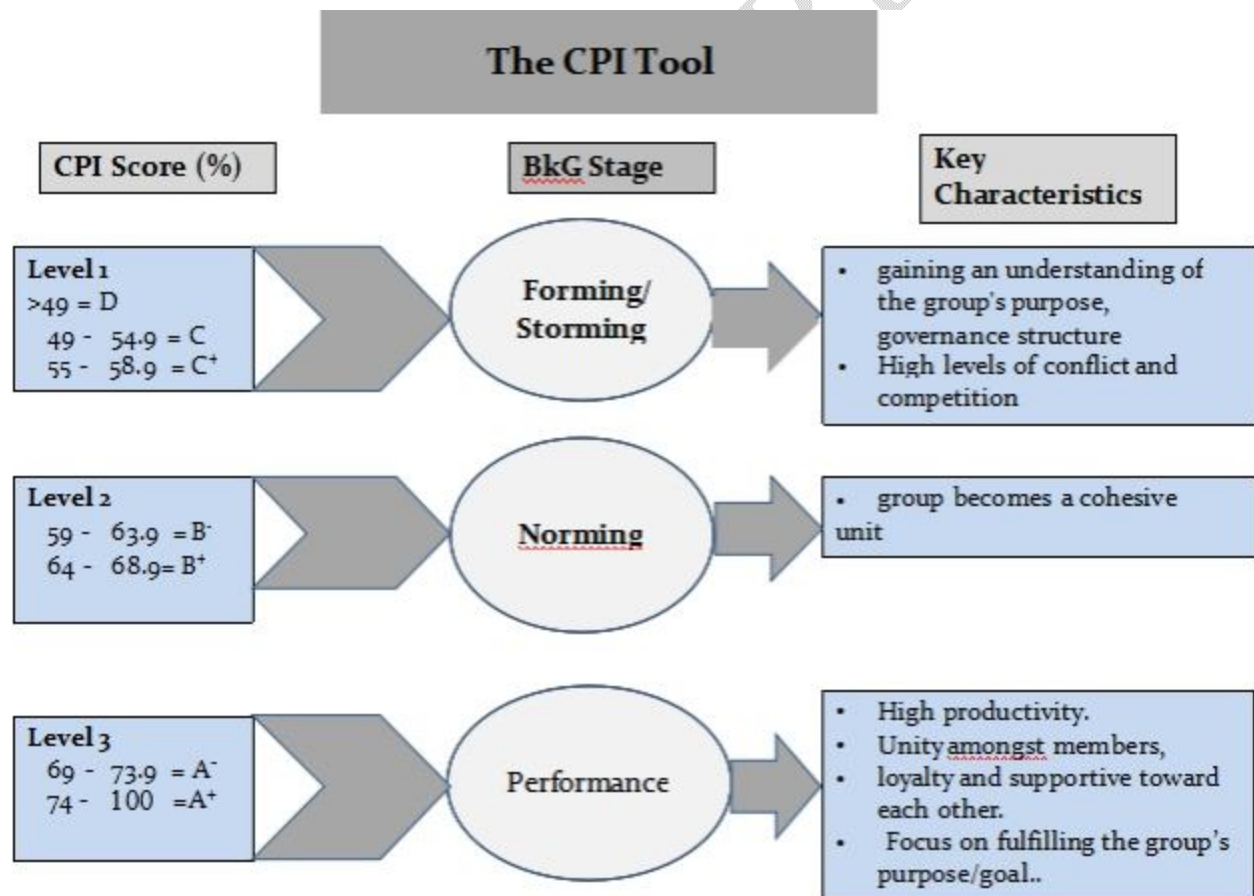 The CPI Tool
CPI Score (%)
BkG Stage
Key
Characteristics
Level 1
>49 = D
49 - 54.9 = C
55 - 58.9 = C⁺
Forming/
Storming
• gaining an understanding of
the group's purpose,
governance structure
• High levels of conflict and
competition
Level 2
59 - 63.9 = B⁻
64 - 68.9= B⁺
Norming
• group becomes a cohesive
unit
Level 3
69 - 73.9 = A⁻
74 - 100 =A⁺
Performance
• High productivity.
• Unity amongst members,
• loyalty and supportive toward
each other.
• Focus on fulfilling the group's
purpose/goal..